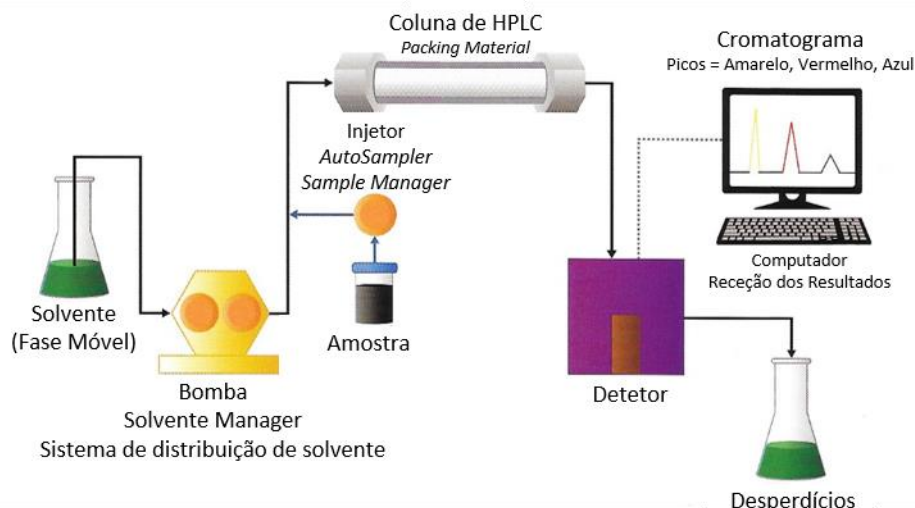 Coluna de HPLC
Packing Material
Cromatograma
Picos = Amarelo, Vermelho, Azul
Injetor
AutoSampler
Sample Manager
Solvente
(Fase Móvel)
Amostra
Bomba
Solvente Manager
Sistema de distribuição de solvente
Computador
Receção dos Resultados
Detetor
Desperdícios